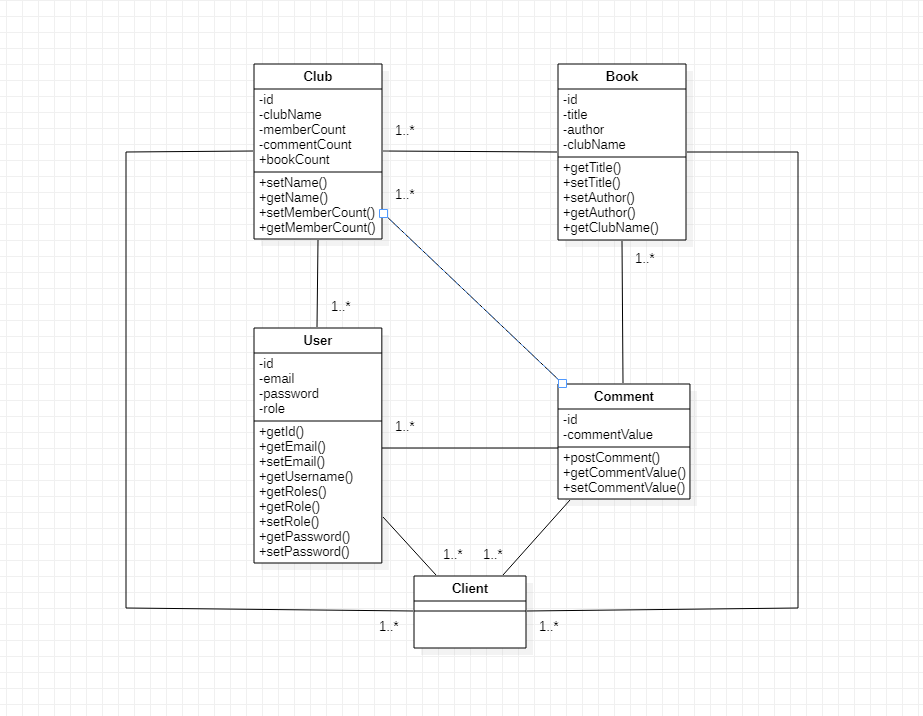 Club
-id
-clubName
-memberCount
-commentCount
+bookCount
+setName()
+getName()
+setMemberCount()
+getMemberCount()
1..*
1..*
Book
-id
-title
-author
-clubName
+getTitle()
+setTitle()
+setAuthor()
+getAuthor()
+getClubName()
1..*
1..*
User
-id
-email
-password
-role
+getId()
+getEmail()
+setEmail()
+getUsername()
+getRoles()
+getRole()
+setRole()
+getPassword()
+setPassword()
1..*
Comment
-id
-commentValue
+postComment()
+getCommentValue()
+setCommentValue()
1..* 1..*
Client
1..* 1..*